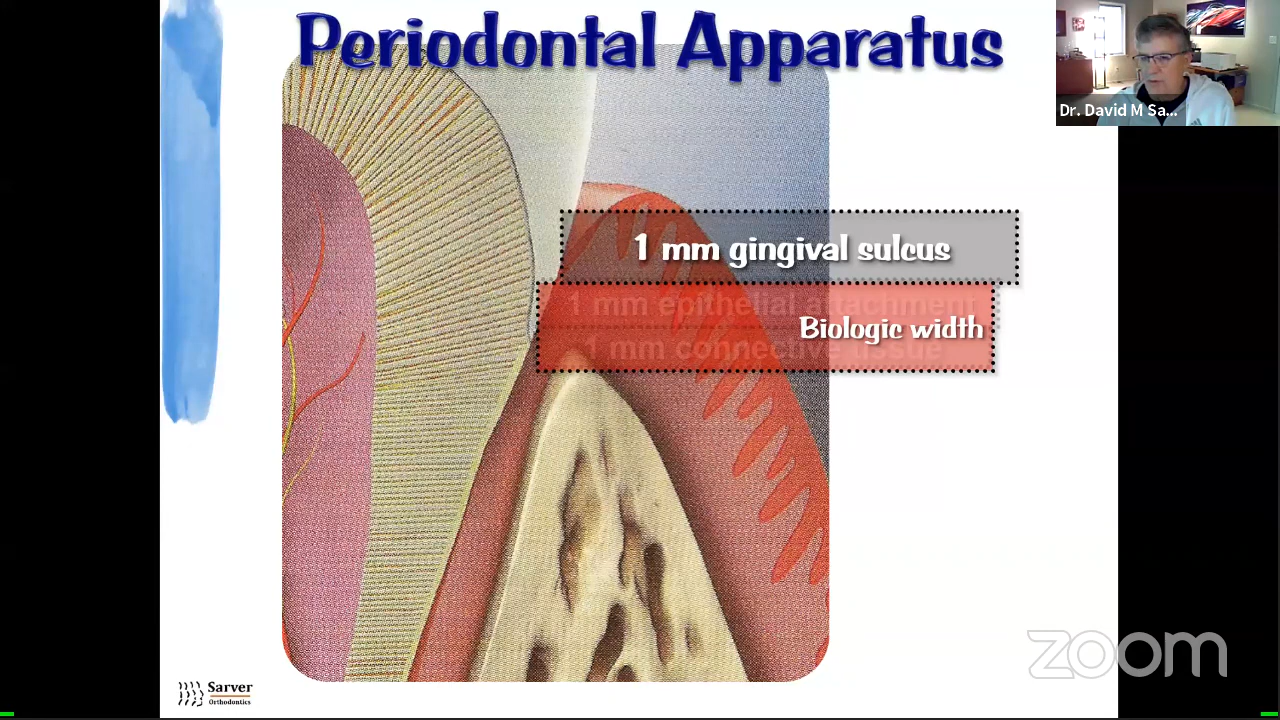 Periodontal Apparatus
Dr. David M Sa...
1 mm gingival sulcus
1 mm epithelial attachment
Biologic width
1 mm connective tissue
zoom
Sarver
Orthodontics